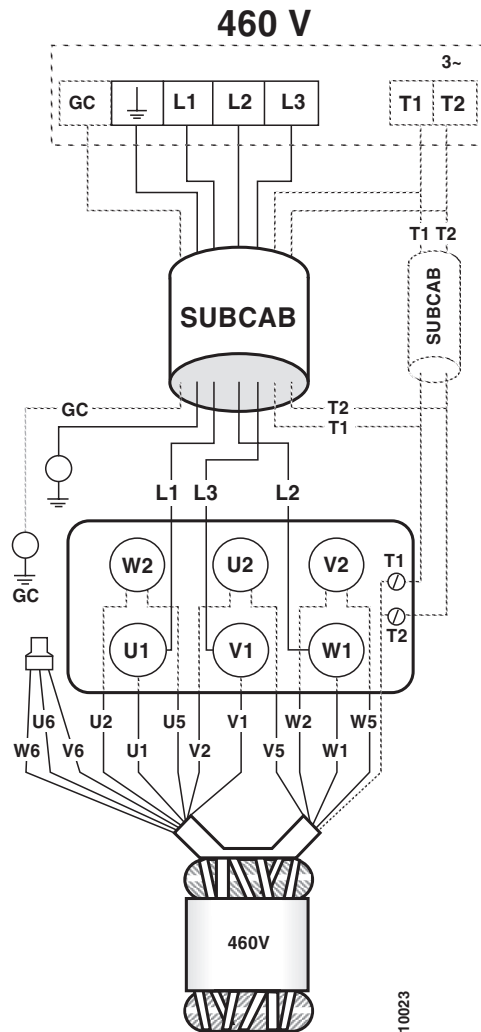 460 V
3~
GC L1 L2 L3 T1 T2
T1 T2
SUBCAB
SUBCAB
GC
T2
T1
L1 L3 L2
GC
W2 U2 V2
T1
T2
U1 V1 W1
U6 U2 U5 V1 W2 W5
W6 V6 U1 V2 V5 W1
460V
10023